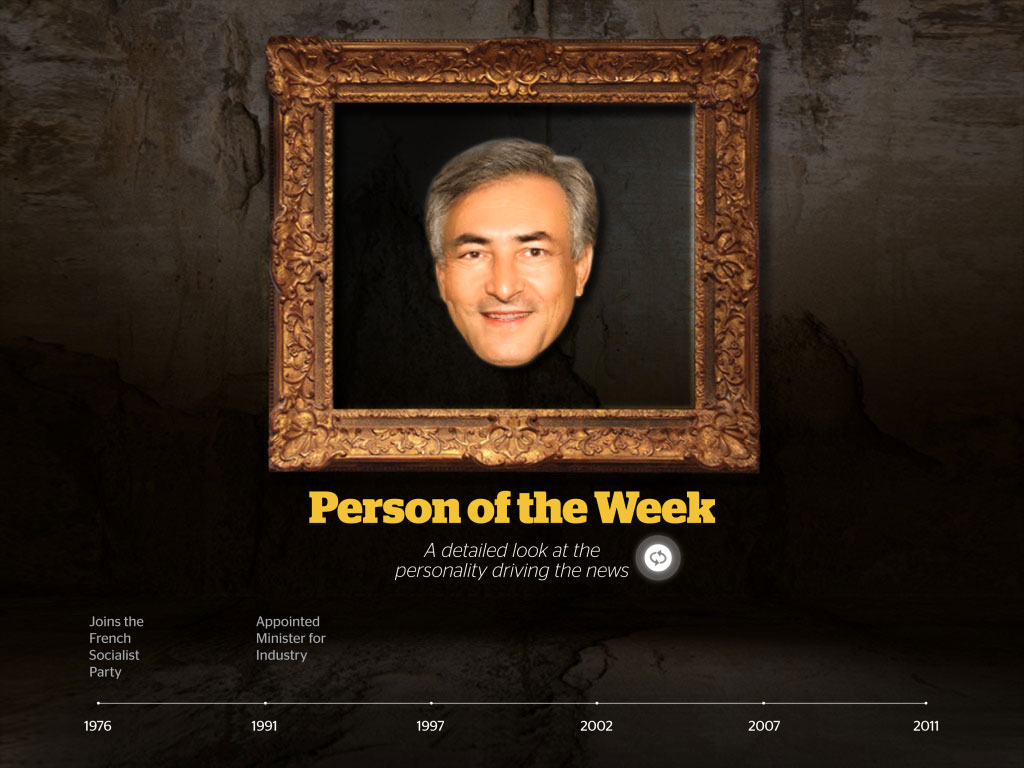 Person of the Week
A detailed look at the
personality driving the news
Joins the
French
Socialist
Party
Appointed
Minister for
Industry
1976 1991 1997 2002 2007 2011